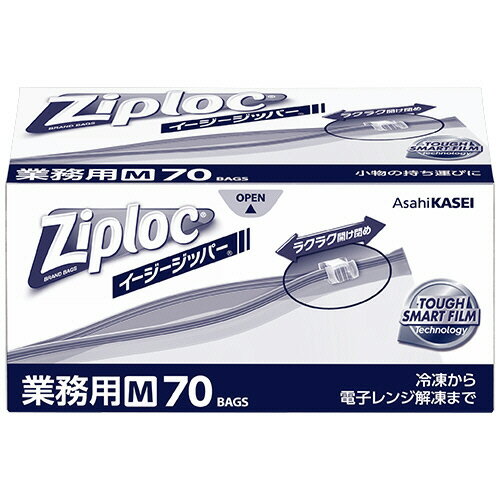 Ziploc®
BRAND BAGS
イージージッパー®
ラクラク開け閉め
TOUGH
SMART FILM
Technology
業務用 M 70 BAGS
小物の持ち運びに
OPEN
AsahiKASEI
Ziploc®
BRAND BAGS
イージージッパー®
ラクラク開け閉め
TOUGH
SMART FILM
Technology
業務用 M 70 BAGS
冷凍から
電子レンジ解凍まで